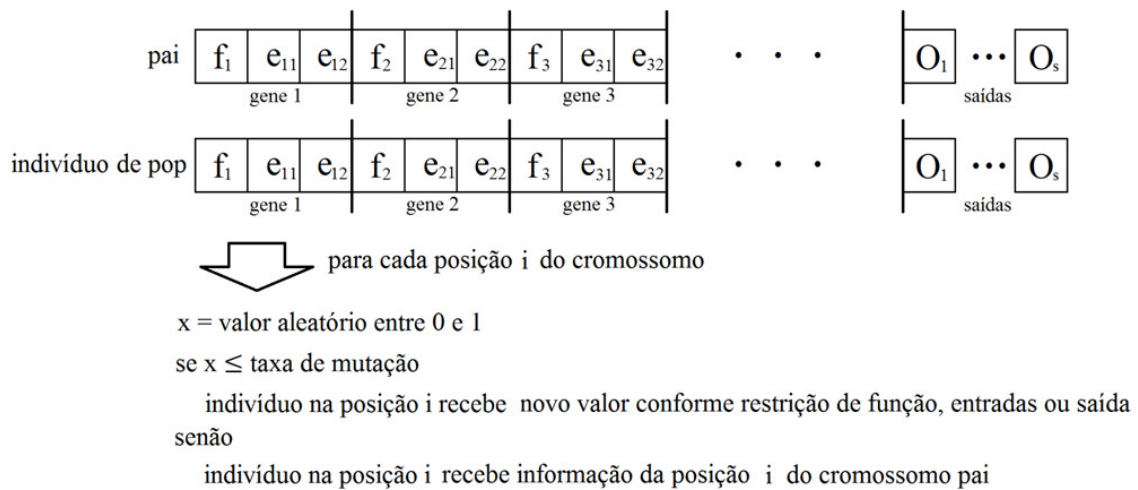 pai f₁ e₁₁ e₁₂ f₂ e₂₁ e₂₂ f₃ e₃₁ e₃₂ · · · O₁ ··· Oₛ
gene 1 gene 2 gene 3 saídas
indivíduo de pop f₁ e₁₁ e₁₂ f₂ e₂₁ e₂₂ f₃ e₃₁ e₃₂ · · · O₁ ··· Oₛ
gene 1 gene 2 gene 3 saídas
para cada posição i do cromossomo
x = valor aleatório entre 0 e 1
se x ≤ taxa de mutação
indivíduo na posição i recebe novo valor conforme restrição de função, entradas ou saída
senão
indivíduo na posição i recebe informação da posição i do cromossomo pai